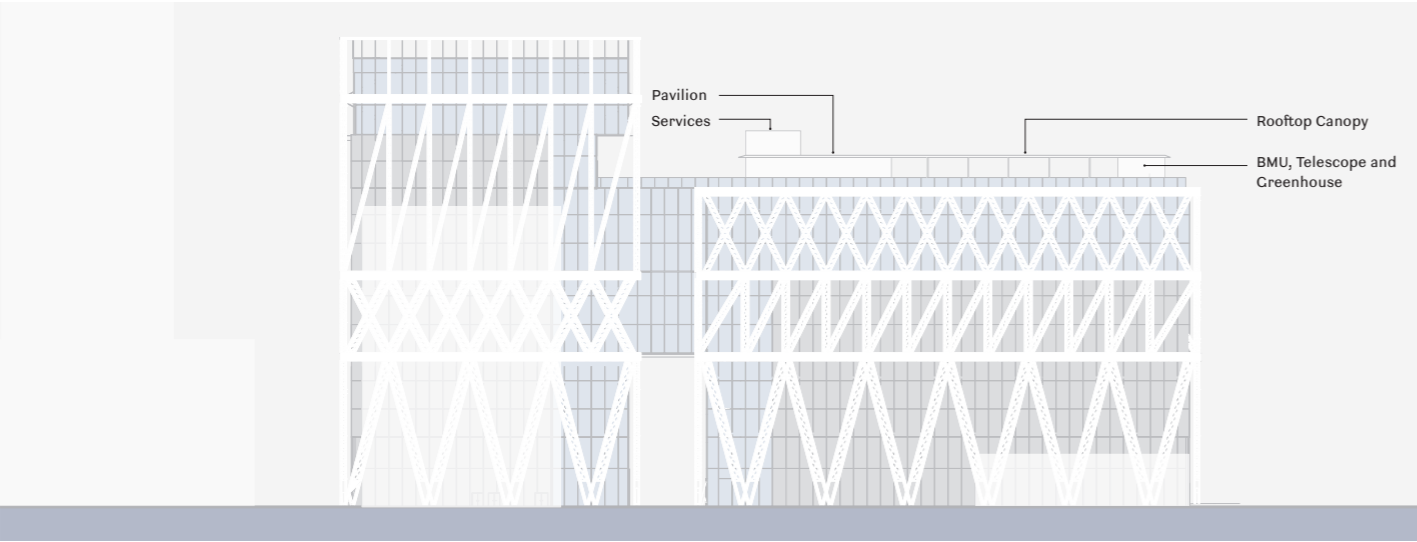 Pavilion
Services
Rooftop Canopy
BMU, Telescope and
Greenhouse